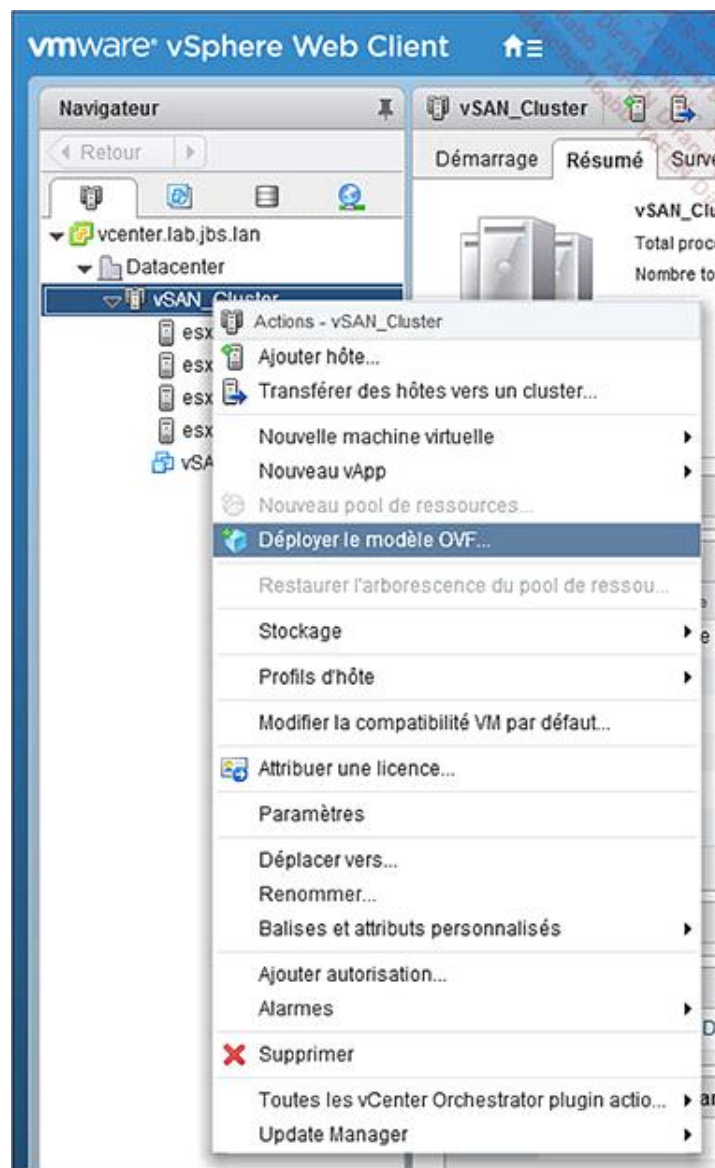 vmware vSphere Web Client
Navigateur
Retour
vcenter.lab.jbs.lan
Datacenter
vSAN_Cluster
esx
esx
esx
esx
vSA
vSAN_Cluster
Démarrage Résumé Surve
vSAN_Clu
Total proce
Nombre to
Actions - vSAN_Cluster
Ajouter hôte...
Transférer des hôtes vers un cluster...
Nouvelle machine virtuelle
Nouveau vApp
Nouveau pool de ressources...
Déployer le modèle OVF...
Restaurer l'arborescence du pool de ressou...
Stockage
Profils d'hôte
Modifier la compatibilité VM par défaut...
Attribuer une licence...
Paramètres
Déplacer vers...
Renommer...
Balises et attributs personnalisés
Ajouter autorisation...
Alarmes
Supprimer
Toutes les vCenter Orchestrator plugin actio...
Update Manager